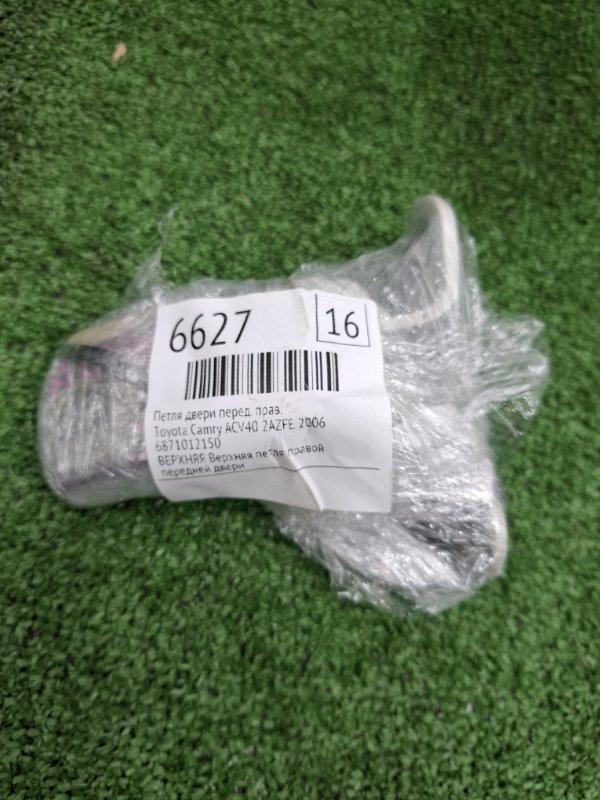 6627
16
Петля двери перед. прав.
Toyota Camry ACV40 2AZFE 2006
6871012150
ВЕРХНЯЯ Верхняя петля правой
передней двери